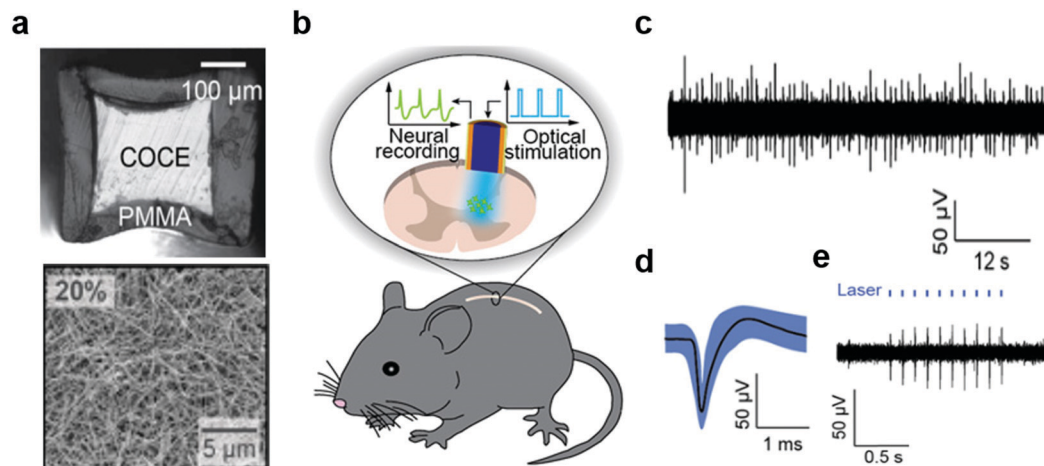 a
100 µm
COCE
PMMA
20%
5 µm
b
Neural
recording
Optical
stimulation
c
50 µV
12 s
d
50 µV
1 ms
e
Laser
50 µV
0.5 s